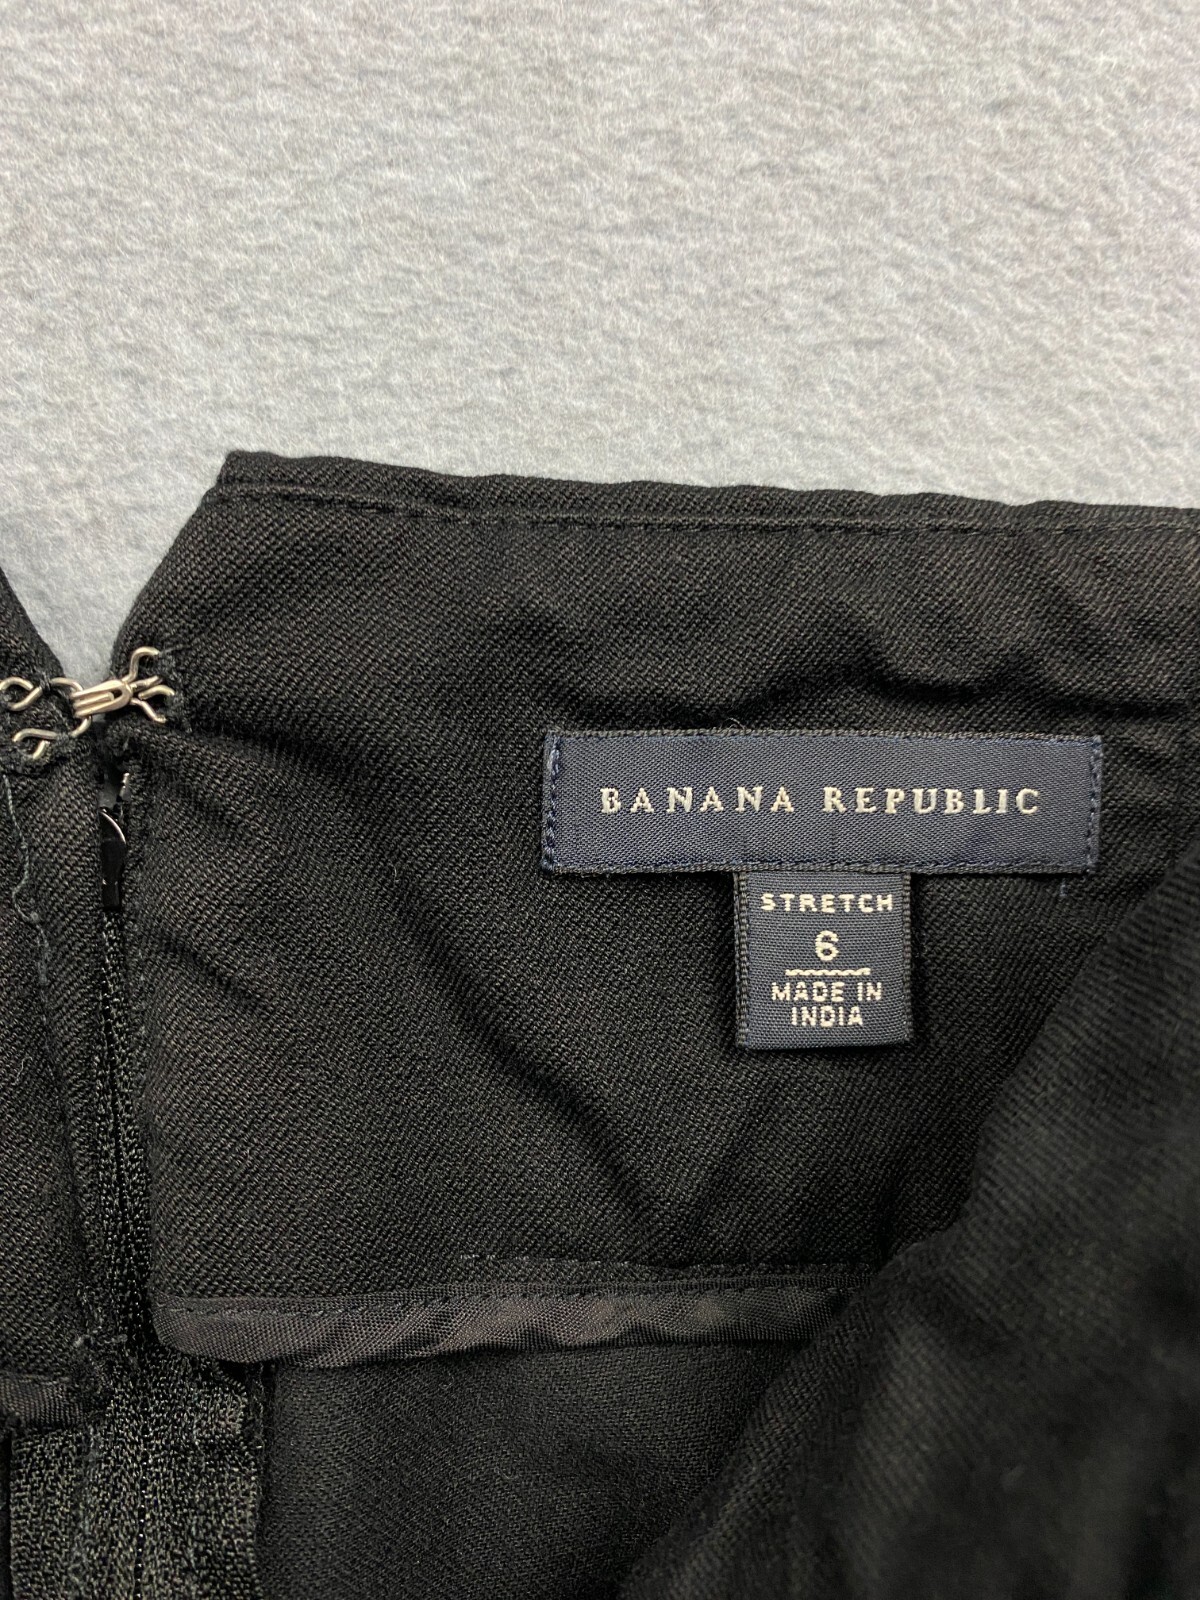 BANANA REPUBLIC
STRETCH
6
MADE IN
INDIA